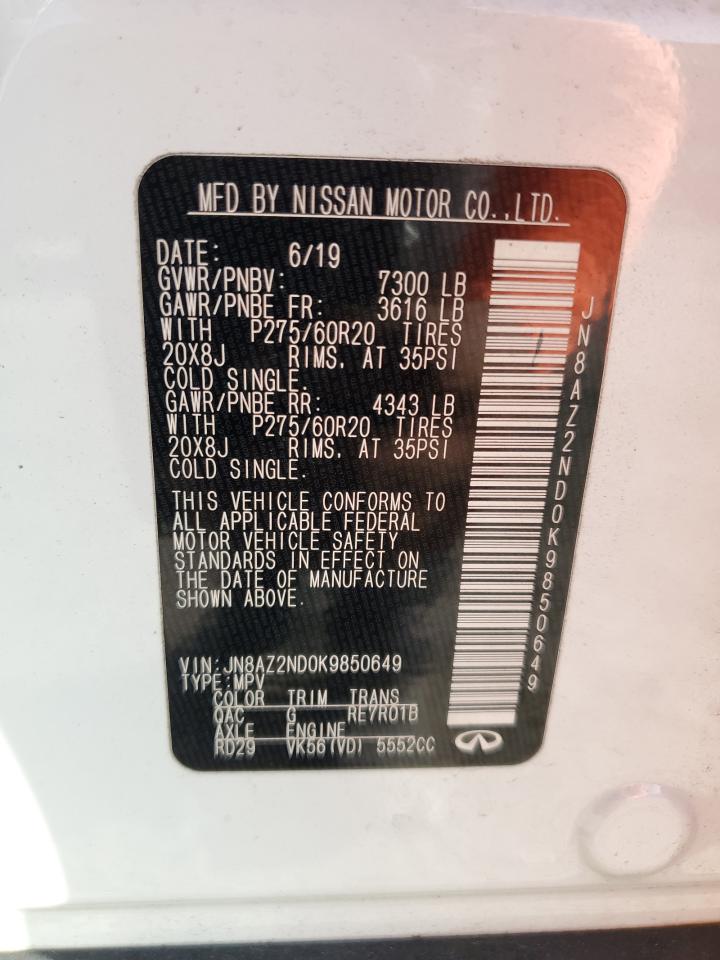 MFD BY NISSAN MOTOR CO.,LTD.
DATE: 6/19
GVWR/PNBV: 7300 LB
GAWR/PNBE FR: 3616 LB
WITH P275/60R20 TIRES
20X8J RIMS, AT 35PSI
COLD SINGLE.
GAWR/PNBE RR: 4343 LB
WITH P275/60R20 TIRES
20X8J RIMS, AT 35PSI
COLD SINGLE.
THIS VEHICLE CONFORMS TO
ALL APPLICABLE FEDERAL
MOTOR VEHICLE SAFETY
STANDARDS IN EFFECT ON
THE DATE OF MANUFACTURE
SHOWN ABOVE.
VIN:JN8AZ2ND0K9850649
TYPE:MPV
COLOR TRIM TRANS
QAC G RE7R01B
AXLE ENGINE
RD29 VK56(VD) 5552CC
JN8AZ2ND0K9850649